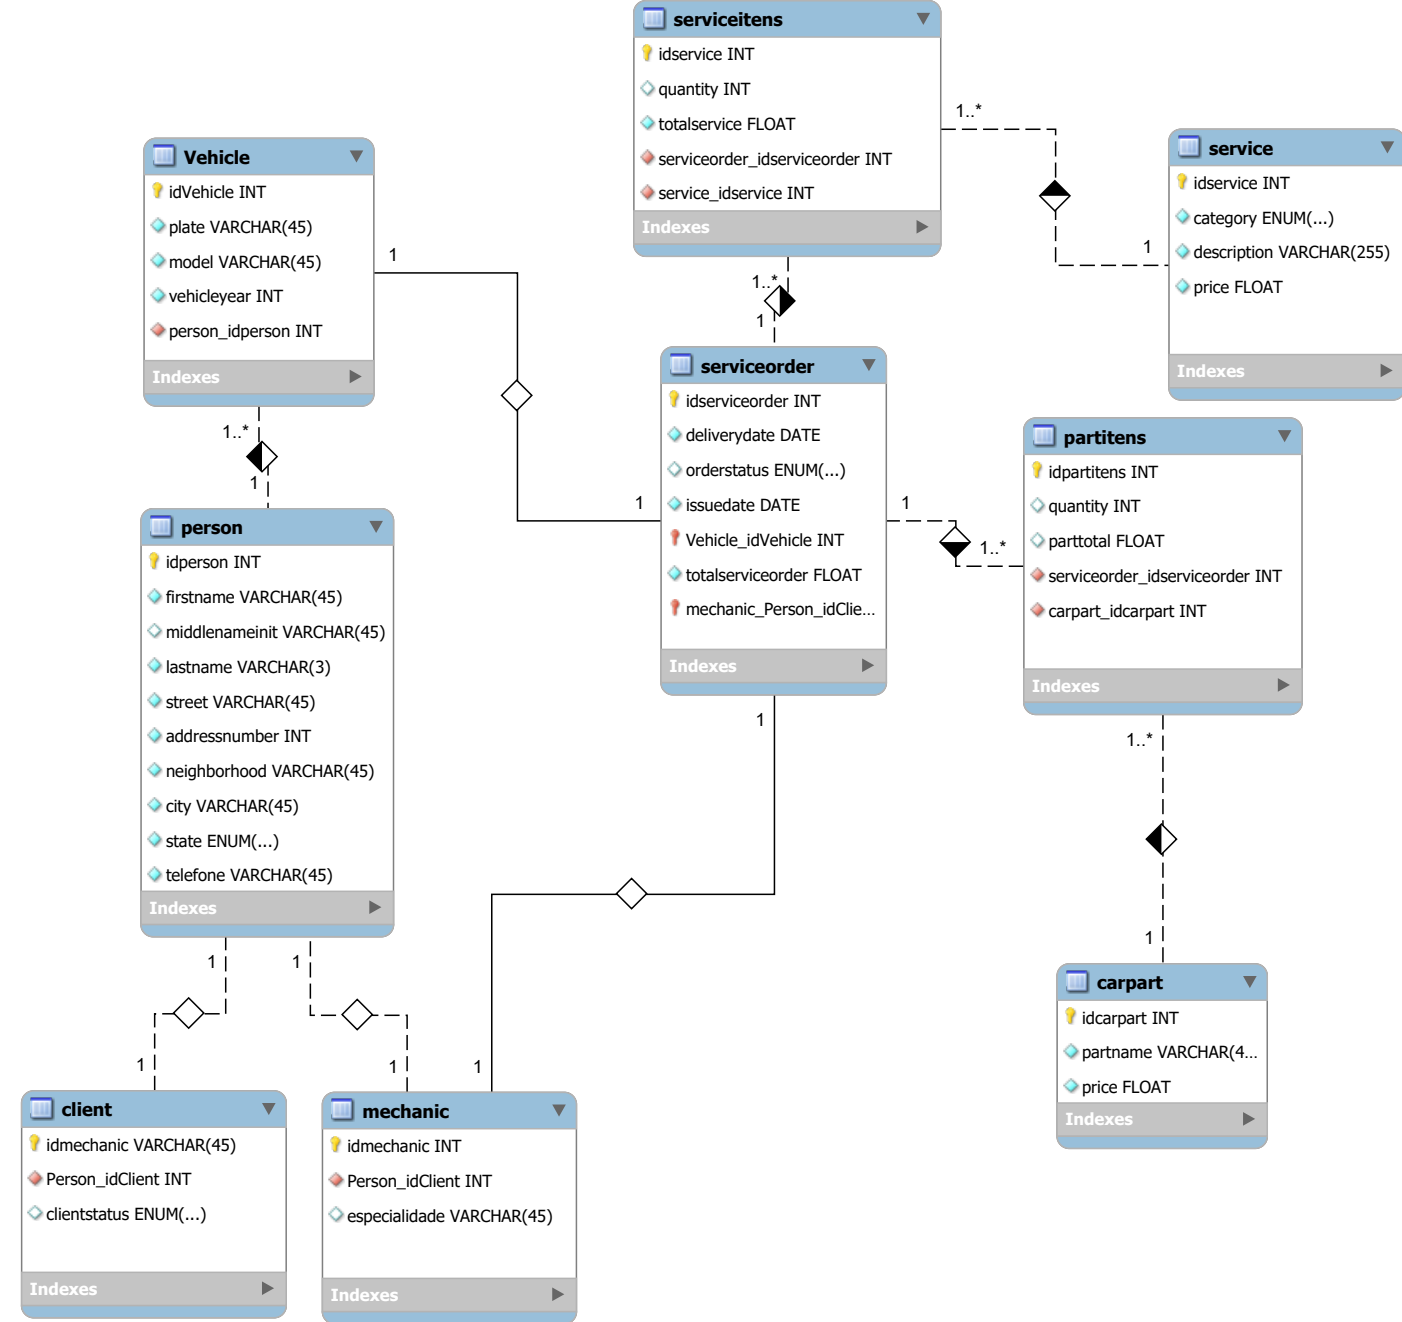 serviceitens
idservice INT
quantity INT
totalservice FLOAT
serviceorder_idserviceorder INT
service_idservice INT
Indexes
1..*
1
service
idservice INT
category ENUM(...)
description VARCHAR(255)
price FLOAT
Indexes
Vehicle
idVehicle INT
plate VARCHAR(45)
model VARCHAR(45)
vehicleyear INT
person_idperson INT
Indexes
1
1
1..*
1
1..*
1
serviceorder
idserviceorder INT
deliverydate DATE
orderstatus ENUM(...)
issuedate DATE
Vehicle_idVehicle INT
totalserviceorder FLOAT
mechanic_Person_idClie...
Indexes
1
1..*
partitens
idpartitens INT
quantity INT
parttotal FLOAT
serviceorder_idserviceorder INT
carpart_idcarpart INT
Indexes
person
idperson INT
firstname VARCHAR(45)
middlenameinit VARCHAR(45)
lastname VARCHAR(3)
street VARCHAR(45)
addressnumber INT
neighborhood VARCHAR(45)
city VARCHAR(45)
state ENUM(...)
telefone VARCHAR(45)
Indexes
1
1
1..*
1
1
1
1
1
carpart
idcarpart INT
partname VARCHAR(4...
price FLOAT
Indexes
client
idmechanic VARCHAR(45)
Person_idClient INT
clientstatus ENUM(...)
Indexes
mechanic
idmechanic INT
Person_idClient INT
especialidade VARCHAR(45)
Indexes